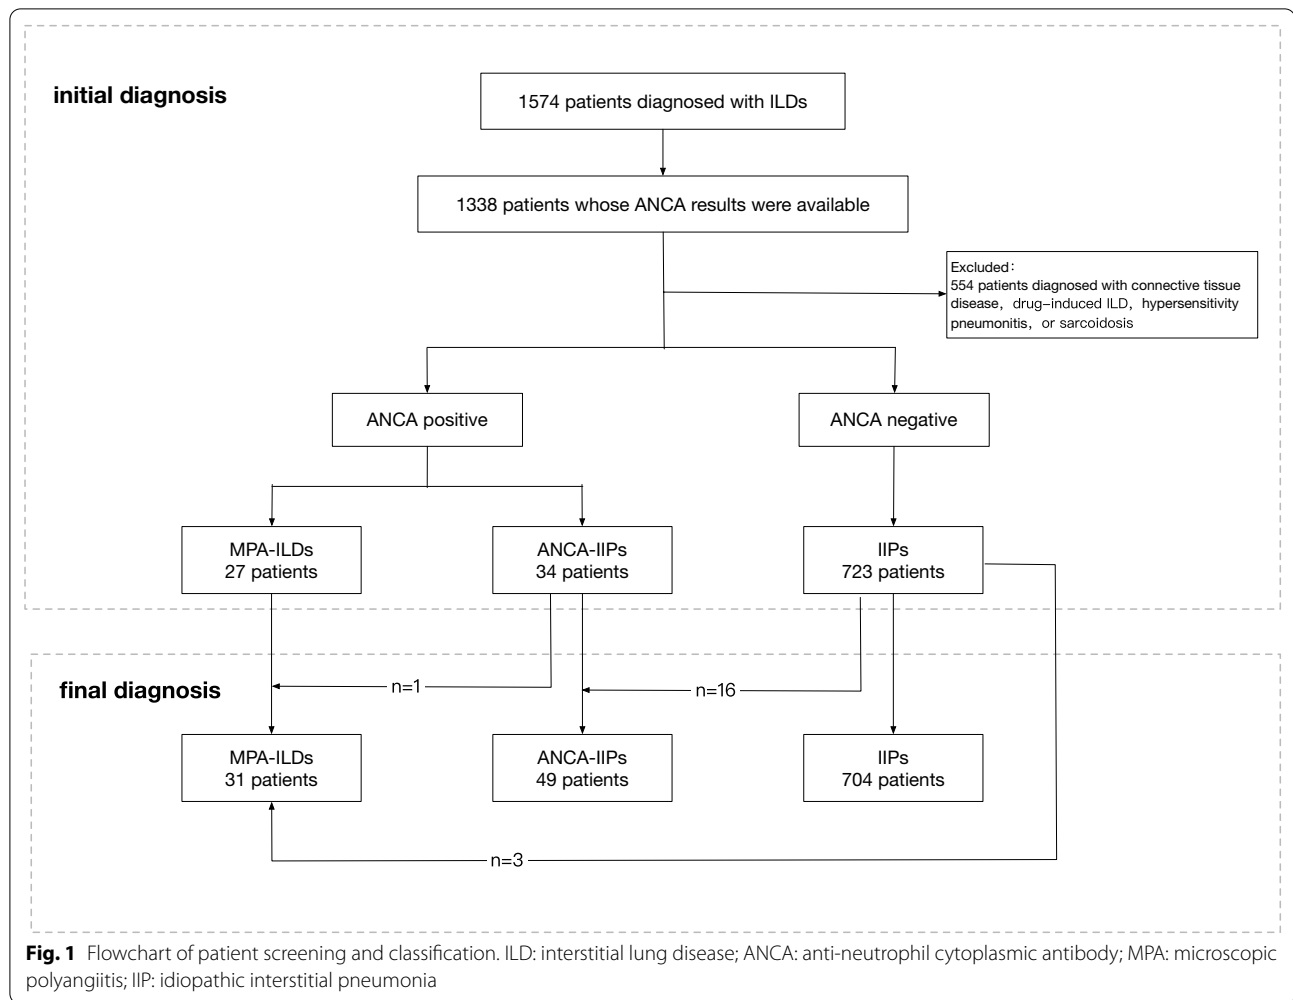 initial diagnosis
1574 patients diagnosed with ILDs
1338 patients whose ANCA results were available
Excluded：
554 patients diagnosed with connective tissue
disease， drug–induced ILD， hypersensitivity
pneumonitis， or sarcoidosis
ANCA positive
ANCA negative
MPA-ILDs
27 patients
ANCA-IIPs
34 patients
IIPs
723 patients
final diagnosis
n=1
n=16
MPA-ILDs
31 patients
ANCA-IIPs
49 patients
IIPs
704 patients
n=3
Fig. 1 Flowchart of patient screening and classification. ILD: interstitial lung disease; ANCA: anti-neutrophil cytoplasmic antibody; MPA: microscopic
polyangiitis; IIP: idiopathic interstitial pneumonia